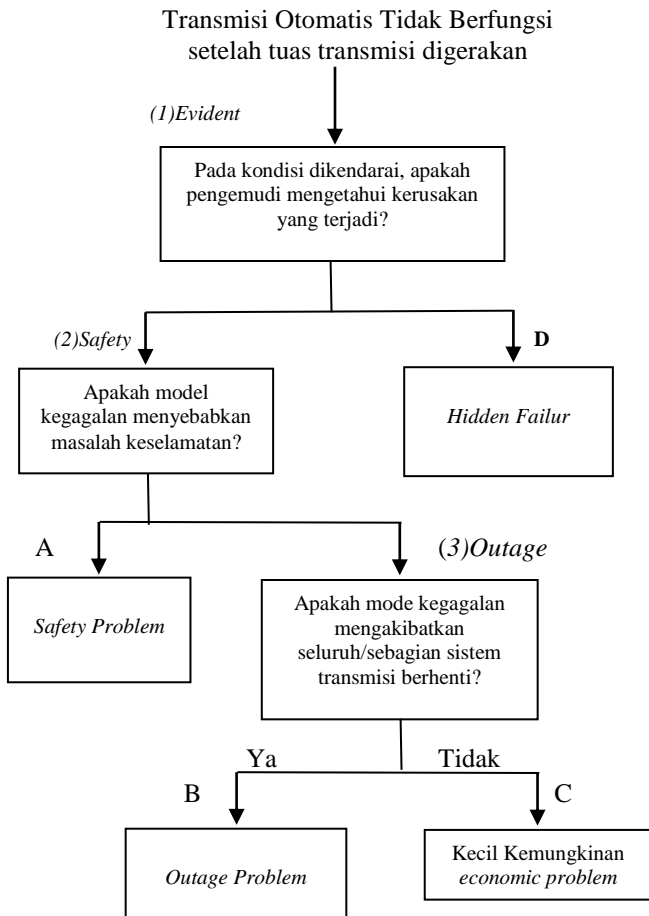 Transmisi Otomatis Tidak Berfungsi
setelah tuas transmisi digerakan
(1)Evident
Pada kondisi dikendarai, apakah
pengemudi mengetahui kerusakan
yang terjadi?
(2)Safety
D
Apakah model
kegagalan menyebabkan
masalah keselamatan?
Hidden Failur
A
(3)Outage
Safety Problem
Apakah mode kegagalan
mengakibatkan
seluruh/sebagian sistem
transmisi berhenti?
Ya
Tidak
B
C
Outage Problem
Kecil Kemungkinan
economic problem